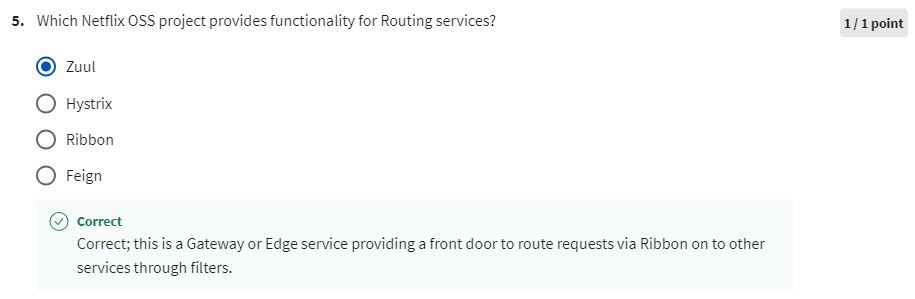 5. Which Netflix OSS project provides functionality for Routing services?
1 / 1 point
Zuul
Hystrix
Ribbon
Feign
Correct
Correct; this is a Gateway or Edge service providing a front door to route requests via Ribbon on to other
services through filters.